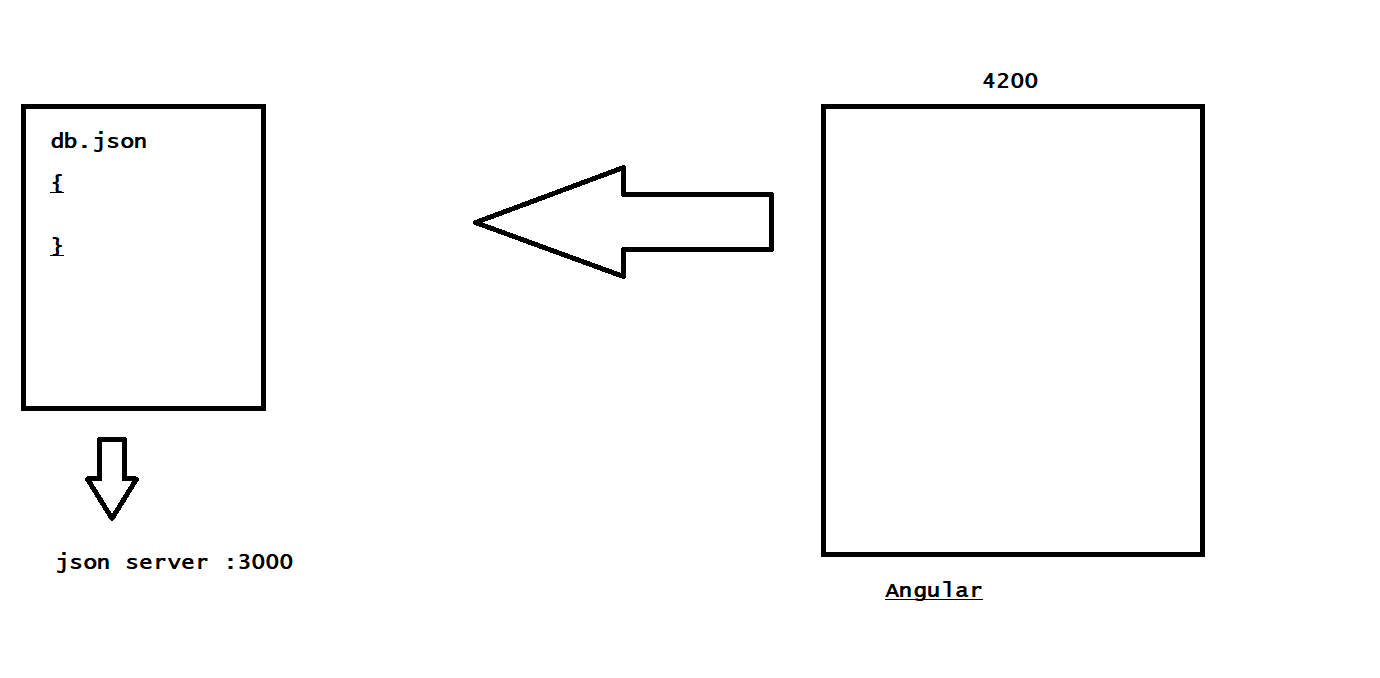 4200
db.json
{
}
json server :3000
Angular